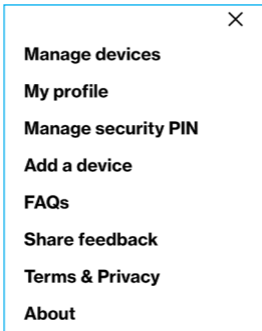 Manage devices
My profile
Manage security PIN
Add a device
FAQs
Share feedback
Terms & Privacy
About